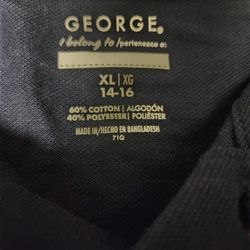 GEORGE®
I belong to/pertenezco a:
XL | XG
14-16
60% COTTON | ALGODÓN
40% POLYESTER | POLIÉSTER
MADE IN/HECHO EN BANGLADESH
71Q